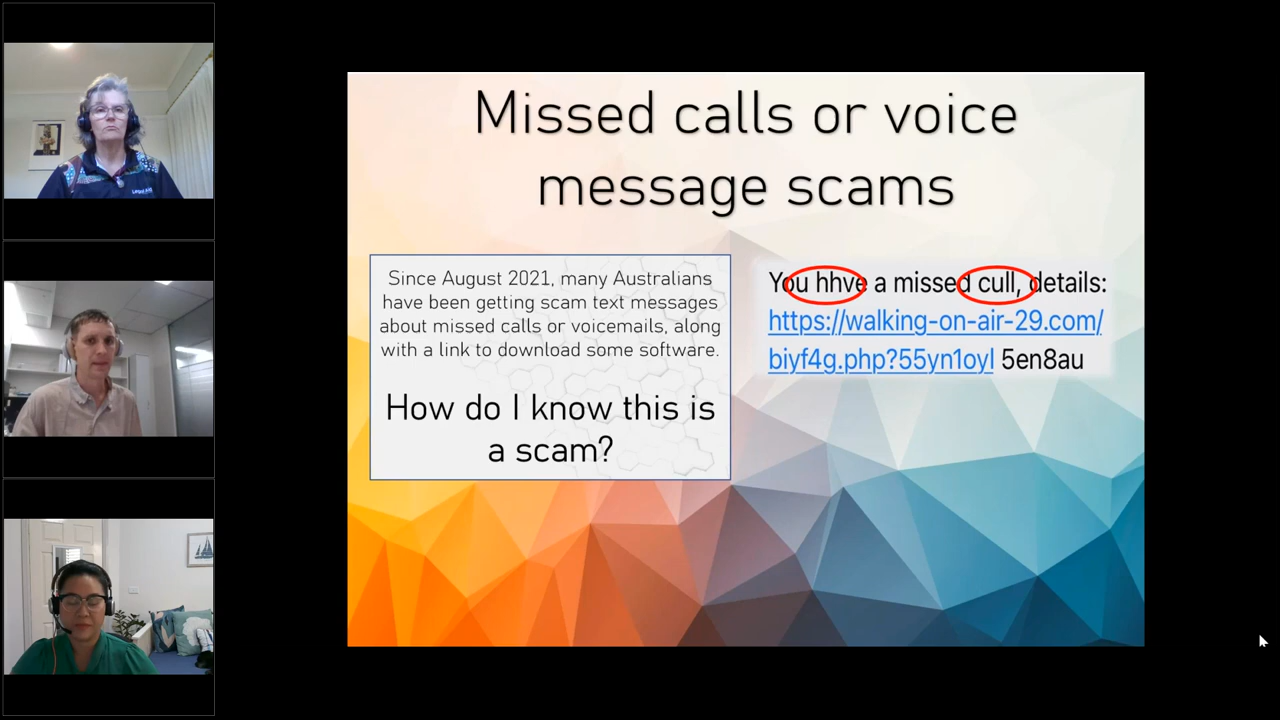 Missed calls or voice
message scams
Since August 2021, many Australians
have been getting scam text messages
about missed calls or voicemails, along
with a link to download some software.
How do I know this is
a scam?
You hhve a missed cull, details:
https://walking-on-air-29.com/
biyf4g.php?55yn1oyl 5en8au
Legal Aid